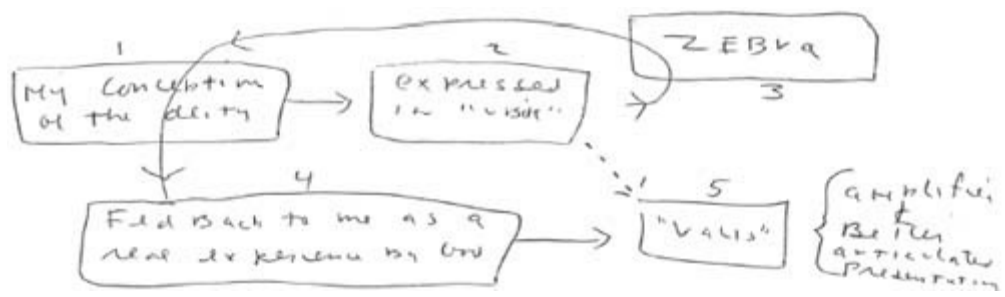 1
My conception
of the deity
2
expressed
in "Ubik"
ZEBRa
3
4
Fed Back to me as a
real experience by God
5
"Valis"
amplified
&
Better
articulated
Presentation